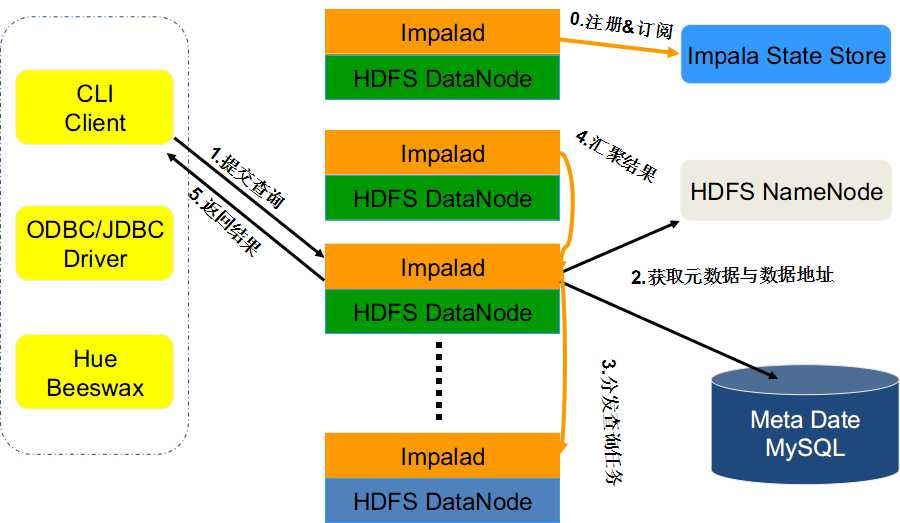 Impalad
HDFS DataNode
0.注册&订阅
Impala State Store
CLI
Client
1.提交查询
5.返回结果
Impalad
HDFS DataNode
4.汇聚结果
HDFS NameNode
ODBC/JDBC
Driver
Impalad
HDFS DataNode
2.获取元数据与数据地址
Hue
Beeswax
3.分发查询任务
Meta Date
MySQL
Impalad
HDFS DataNode